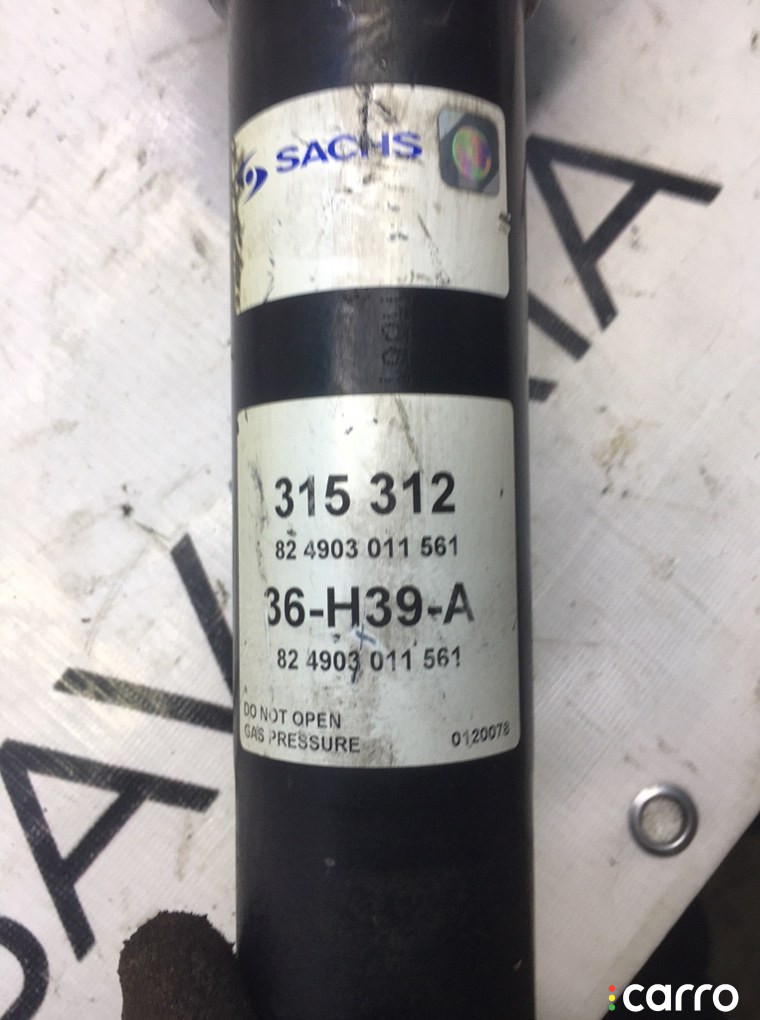 SACHS
315 312
82 4903 011 561
36-H39-A
82 4903 011 561
DO NOT OPEN
GAS PRESSURE
0120078
carro